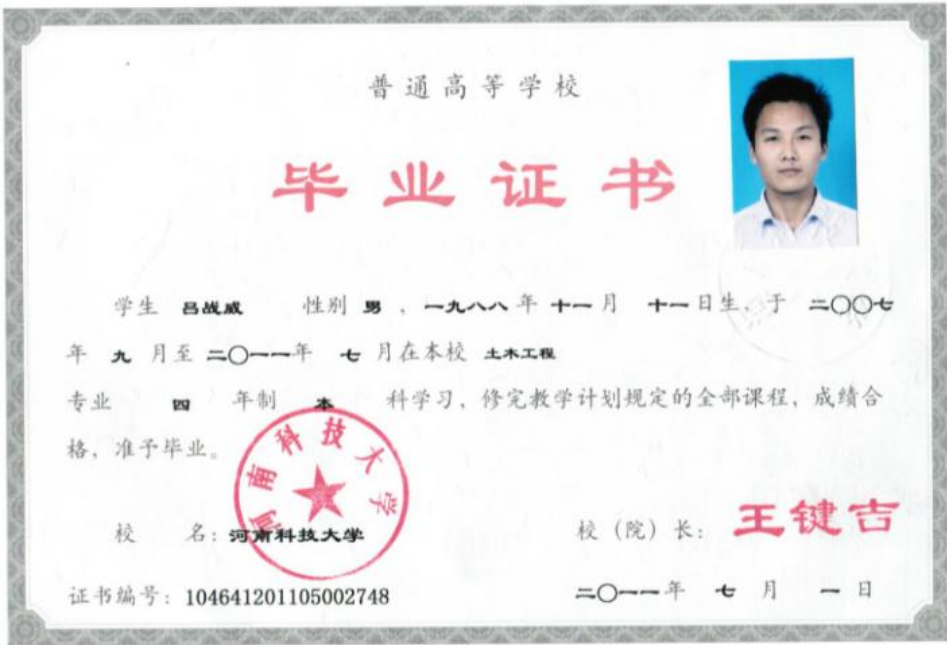 普通高等学校
毕业证书
学生 吕战威 性别 男 ，一九八八年 十一月 十一日生，于 二〇〇七
年 九 月至 二〇一一年 七 月在本校 土木工程
专业 四 年制 本 科学习，修完教学计划规定的全部课程，成绩合
格，准予毕业。
河南科技大学
校 名：河南科技大学 校（院）长：王键吉
证书编号：104641201105002748 二〇一一年 七 月 一 日